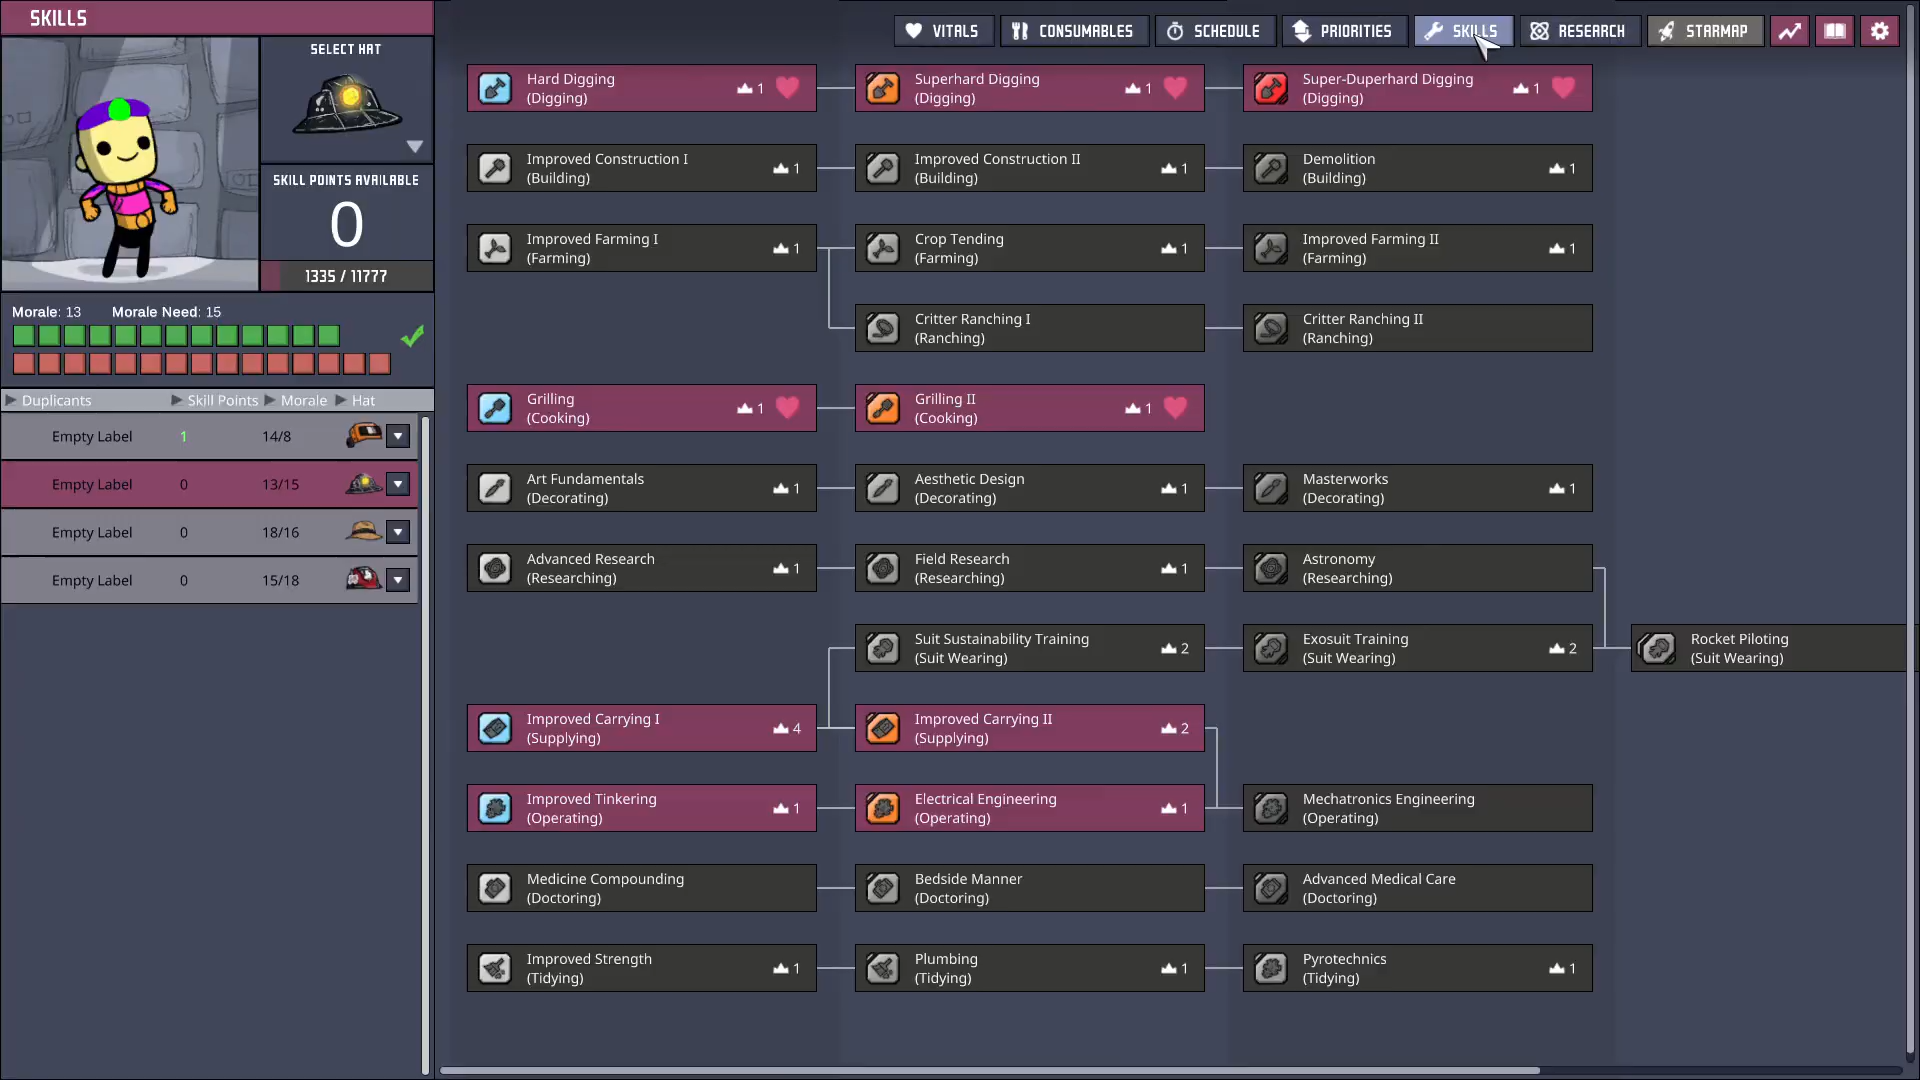 SKILLS
VITALS
CONSUMABLES
SCHEDULE
PRIORITIES
SKILLS
RESEARCH
STARMAP
SELECT HAT
SKILL POINTS AVAILABLE
0
1335 / 11777
Morale: 13 Morale Need: 15
Duplicants Skill Points Morale Hat
Empty Label 1 14/8
Empty Label 0 13/15
Empty Label 0 18/16
Empty Label 0 15/18
Hard Digging
(Digging)
1
Superhard Digging
(Digging)
1
Super-Duperhard Digging
(Digging)
1
Improved Construction I
(Building)
1
Improved Construction II
(Building)
1
Demolition
(Building)
1
Improved Farming I
(Farming)
1
Crop Tending
(Farming)
1
Improved Farming II
(Farming)
1
Critter Ranching I
(Ranching)
Critter Ranching II
(Ranching)
Grilling
(Cooking)
1
Grilling II
(Cooking)
1
Art Fundamentals
(Decorating)
1
Aesthetic Design
(Decorating)
1
Masterworks
(Decorating)
1
Advanced Research
(Researching)
1
Field Research
(Researching)
1
Astronomy
(Researching)
Suit Sustainability Training
(Suit Wearing)
2
Exosuit Training
(Suit Wearing)
2
Rocket Piloting
(Suit Wearing)
Improved Carrying I
(Supplying)
4
Improved Carrying II
(Supplying)
2
Improved Tinkering
(Operating)
1
Electrical Engineering
(Operating)
1
Mechatronics Engineering
(Operating)
Medicine Compounding
(Doctoring)
Bedside Manner
(Doctoring)
Advanced Medical Care
(Doctoring)
Improved Strength
(Tidying)
1
Plumbing
(Tidying)
1
Pyrotechnics
(Tidying)
1